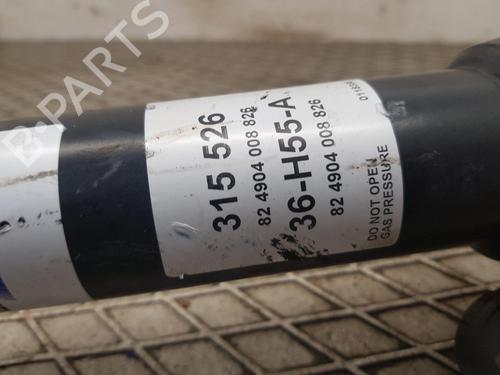 315 526
82 4904 008 826
36-H55-A
82 4904 008 826
DO NOT OPEN
GAS PRESSURE
B-Parts